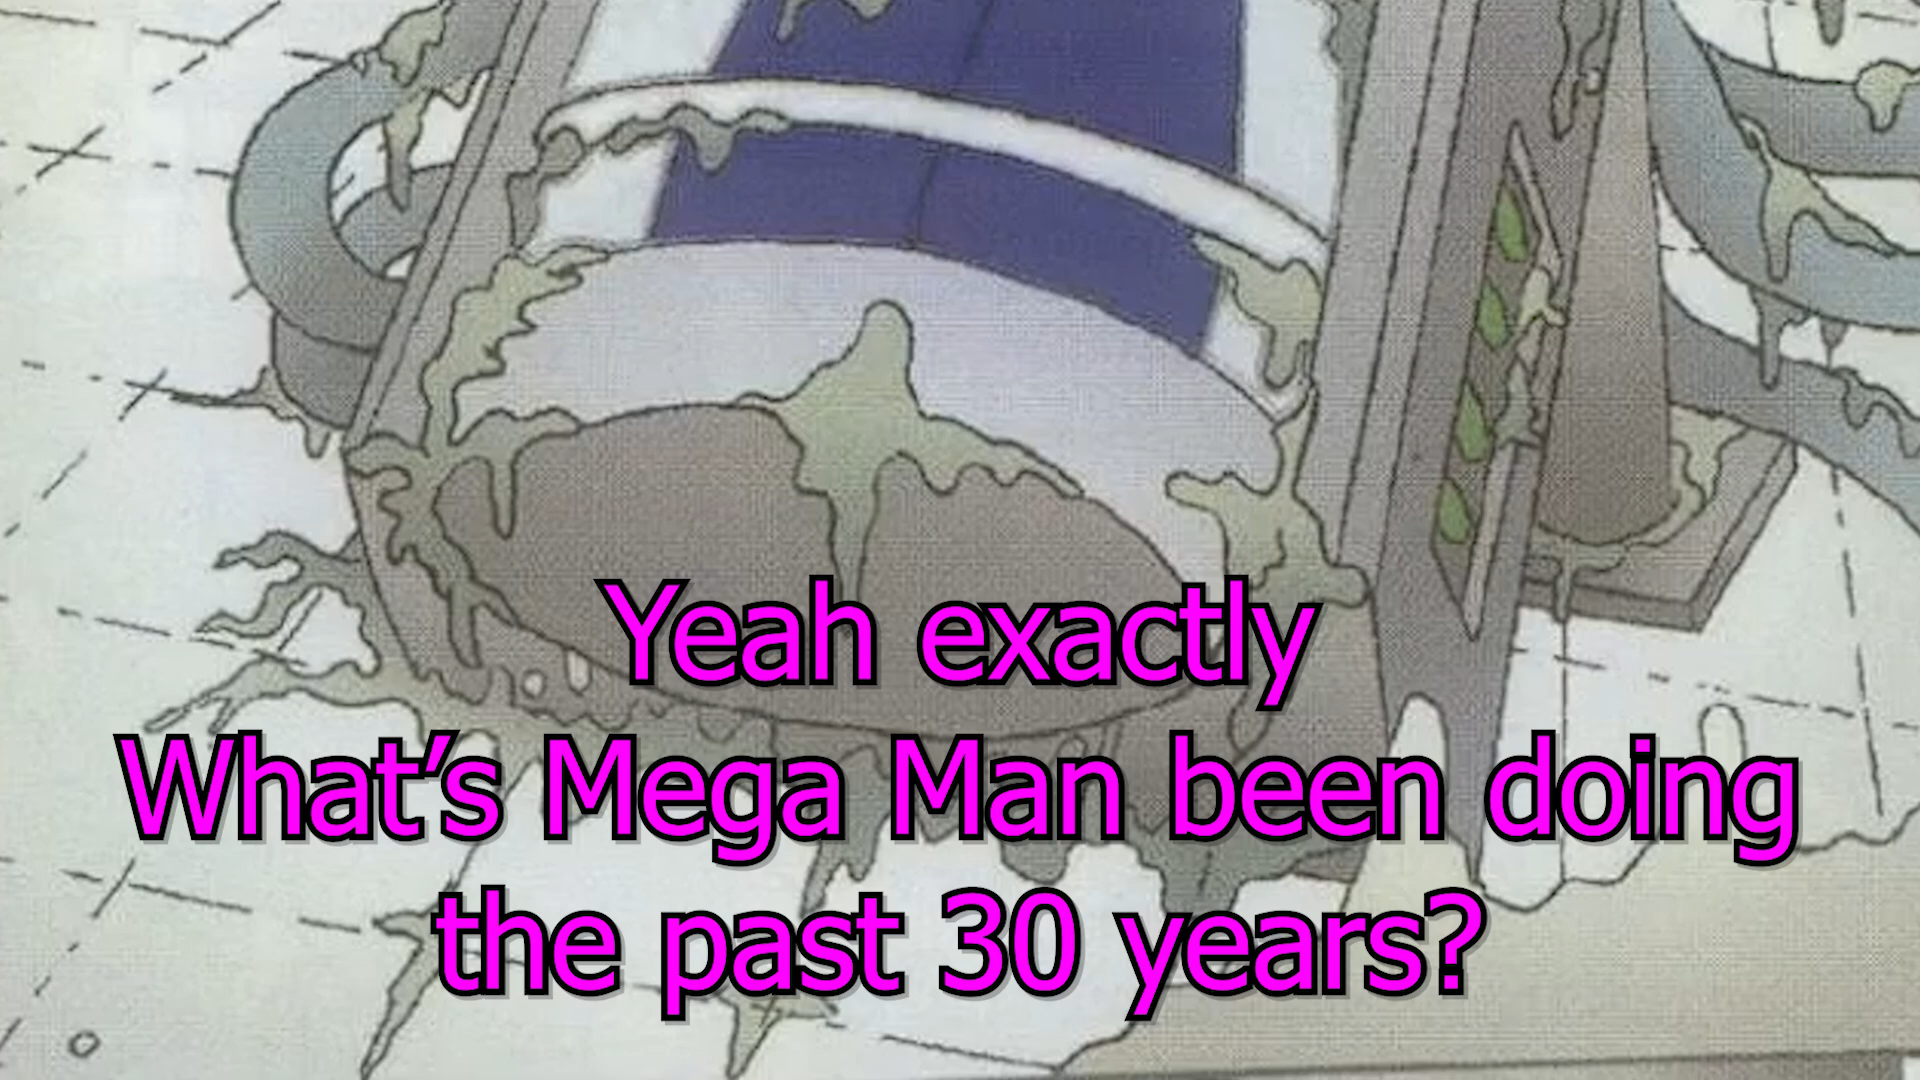 Yeah exactly
What’s Mega Man been doing
the past 30 years?